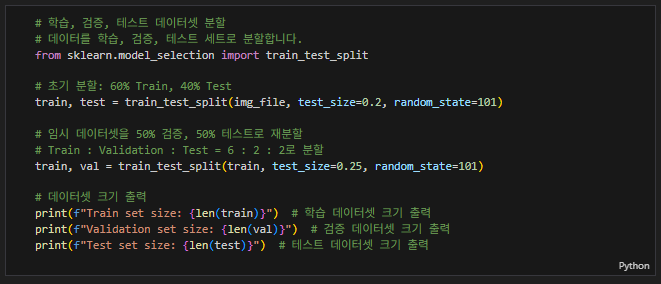 # 학습, 검증, 테스트 데이터셋 분할
# 데이터를 학습, 검증, 테스트 세트로 분할합니다.
from sklearn.model_selection import train_test_split
# 초기 분할: 60% Train, 40% Test
train, test = train_test_split(img_file, test_size=0.2, random_state=101)
# 임시 데이터셋을 50% 검증, 50% 테스트로 재분할
# Train : Validation : Test = 6 : 2 : 2로 분할
train, val = train_test_split(train, test_size=0.25, random_state=101)
# 데이터셋 크기 출력
print(f"Train set size: {len(train)}")  # 학습 데이터셋 크기 출력
print(f"Validation set size: {len(val)}")  # 검증 데이터셋 크기 출력
print(f"Test set size: {len(test)}")  # 테스트 데이터셋 크기 출력
Python